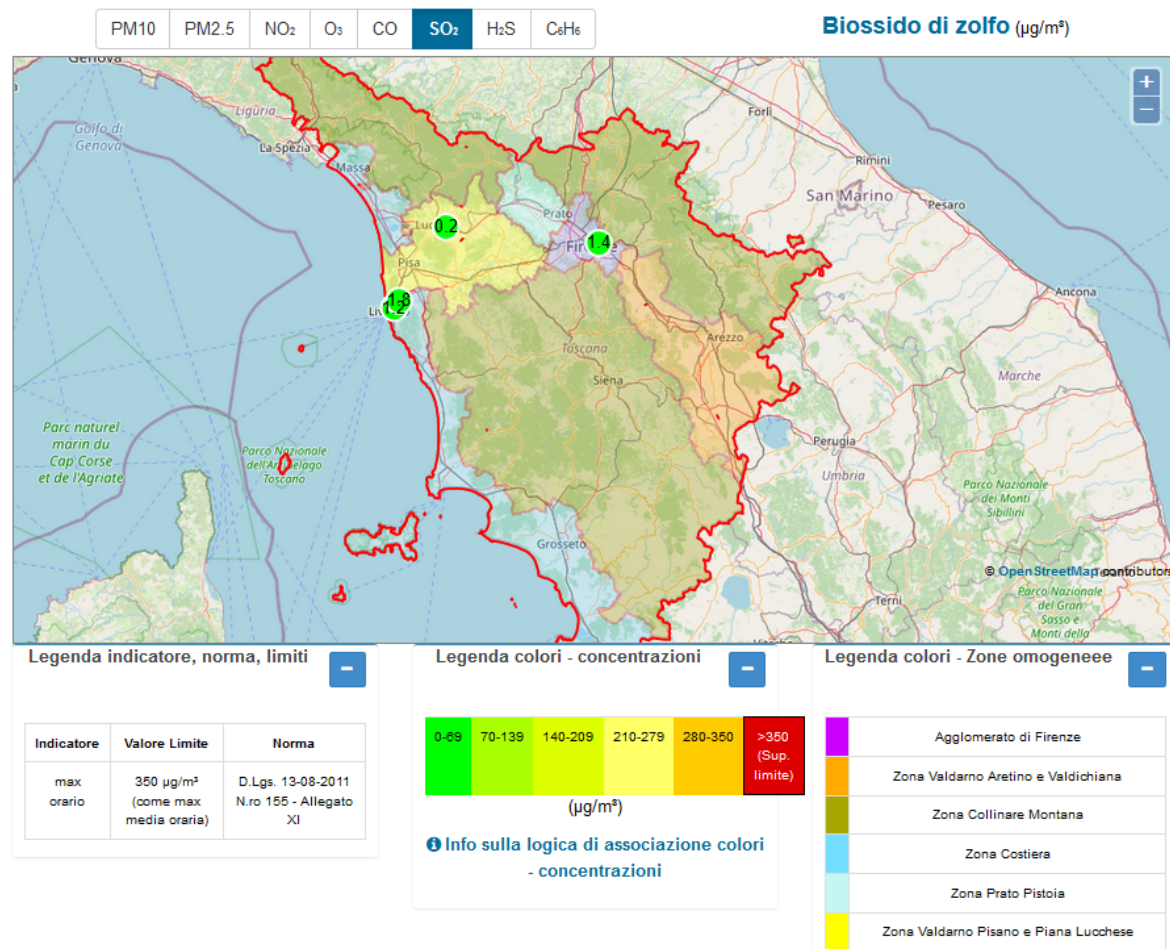 PM10 PM2.5 NO₂ O₃ CO SO₂ H₂S C₆H₆
Biossido di zolfo (µg/m³)
Genova
Forlì
Liguria
Golfo di
Genova
La Spezia
Massa
Rimini
San Marino
Pesaro
Prato
0.2
1.4
Pisa
Ancona
1.8
1.2
Arezzo
Toscana
Siena
Marche
Parc naturel
marin du
Cap Corse
et de l'Agriate
Parco Nazionale
dell'Arcipelago
Toscano
Perugia
Umbria
Parco Nazionale
dei Monti
Sibillini
Grosseto
© OpenStreetMap contributors
Terni
Parco Nazionale
del Gran
Sasso e
Monti della
Legenda indicatore, norma, limiti
Indicatore Valore Limite Norma
max
orario
350 µg/m³
(come max
media oraria)
D.Lgs. 13-08-2011
N.ro 155 - Allegato
XI
Legenda colori - concentrazioni
0-69 70-139 140-209 210-279 280-350 >350
(Sup.
limite)
(µg/m³)
Info sulla logica di associazione colori
- concentrazioni
Legenda colori - Zone omogeneee
Agglomerato di Firenze
Zona Valdarno Aretino e Valdichiana
Zona Collinare Montana
Zona Costiera
Zona Prato Pistoia
Zona Valdarno Pisano e Piana Lucchese